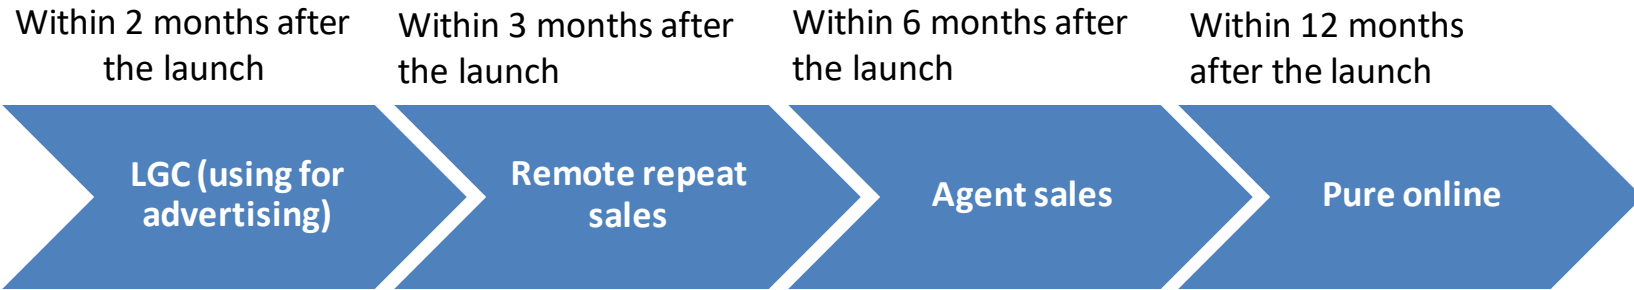 Within 2 months after
the launch
Within 3 months after
the launch
Within 6 months after
the launch
Within 12 months
after the launch
LGC (using for
advertising)
Remote repeat
sales
Agent sales
Pure online